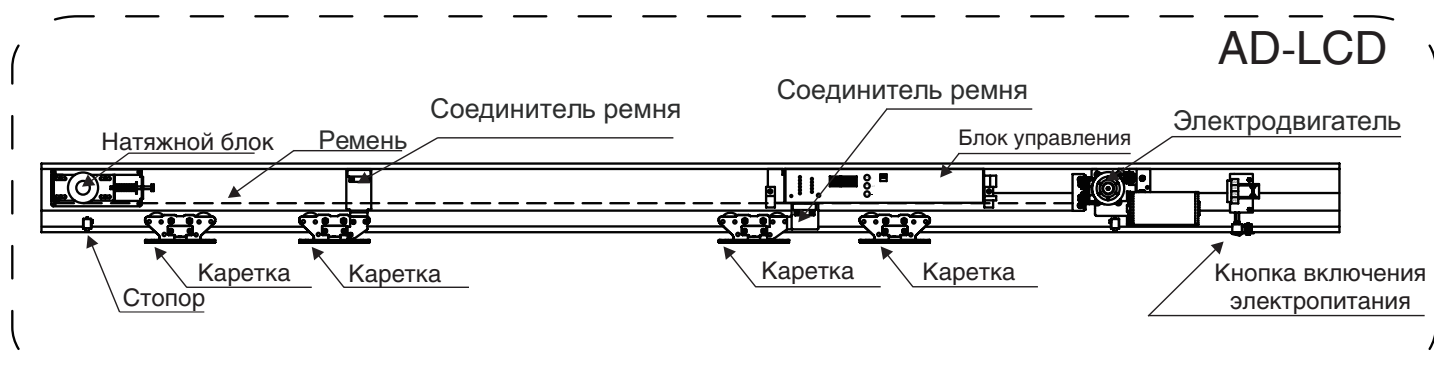 AD-LCD
Соединитель ремня
Соединитель ремня
Натяжной блок
Ремень
Блок управления
Электродвигатель
Каретка
Каретка
Каретка
Каретка
Стопор
Кнопка включения
электропитания